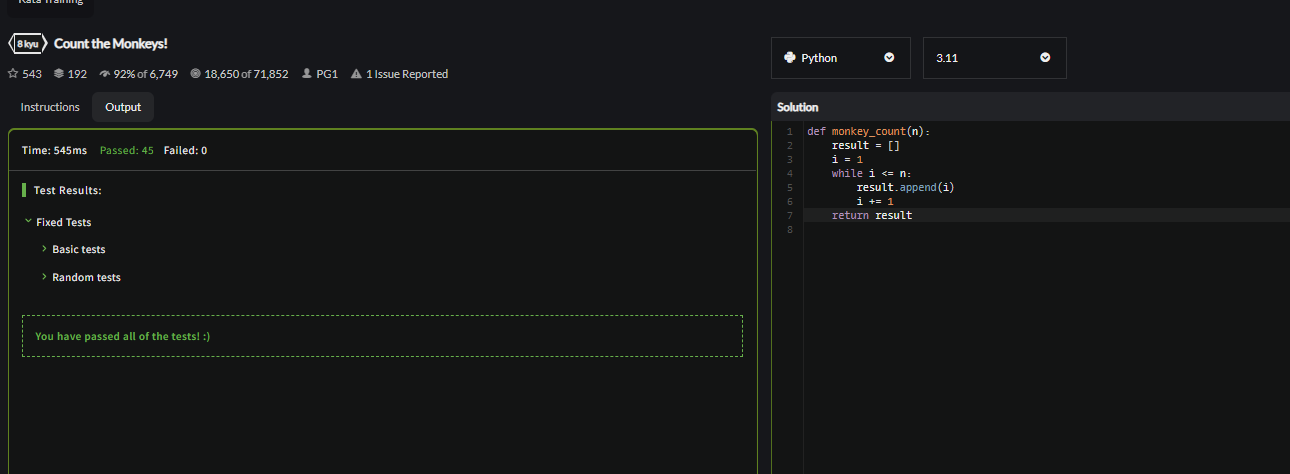 Kata Training
8 kyu Count the Monkeys!
543 192 92% of 6,749 18,650 of 71,852 PG1 1 Issue Reported
Instructions Output
Time: 545ms Passed: 45 Failed: 0
Test Results:
Fixed Tests
Basic tests
Random tests
You have passed all of the tests! :)
Python 3.11
Solution
1 def monkey_count(n):
2 result = []
3 i = 1
4 while i <= n:
5 result.append(i)
6 i += 1
7 return result
8